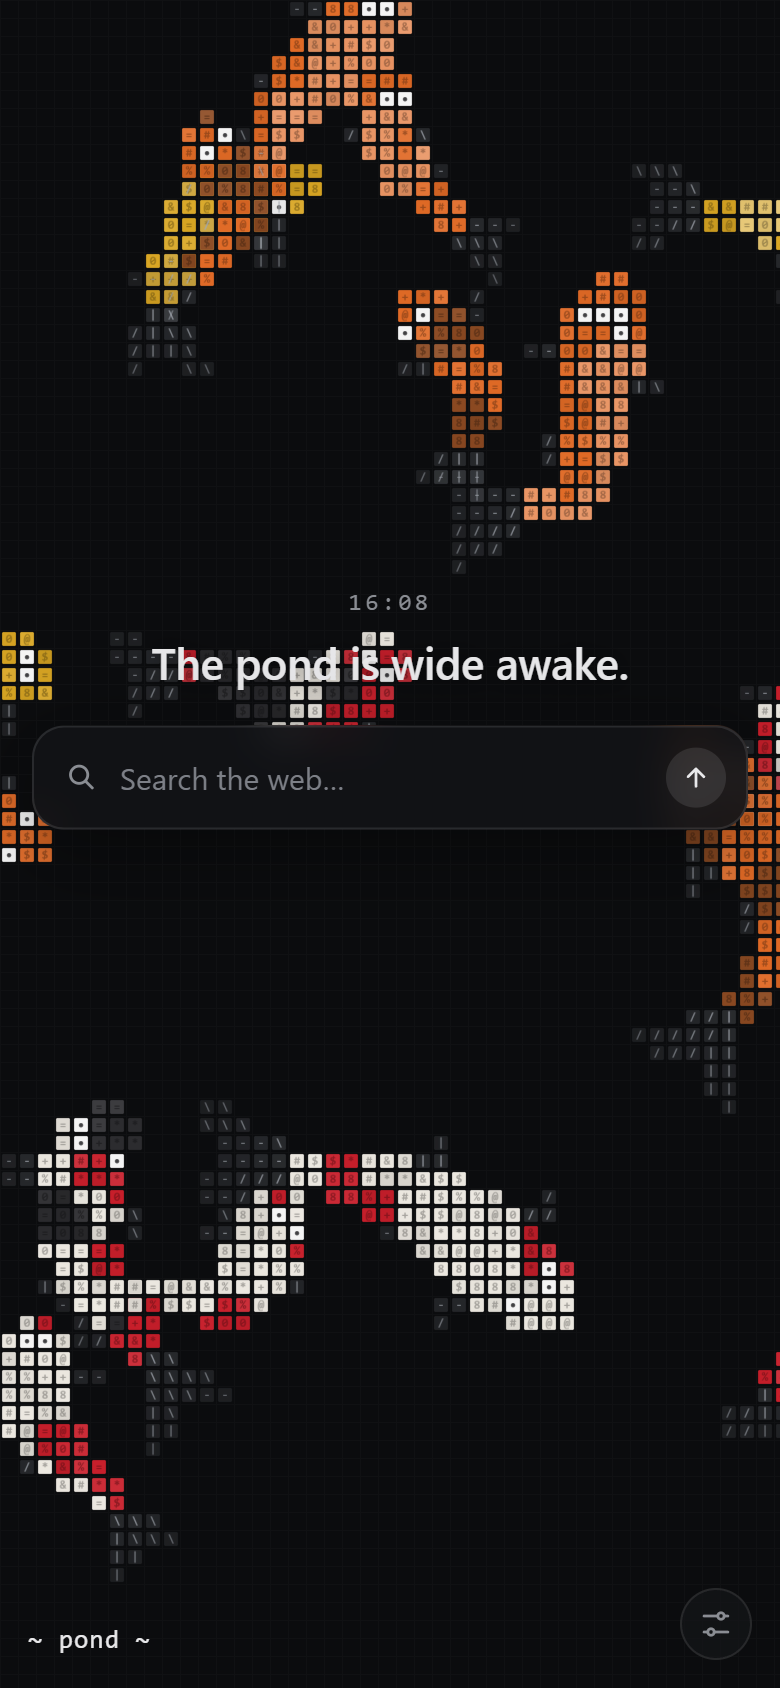 16:08
The pond is wide awake.
Search the web...
~ pond ~